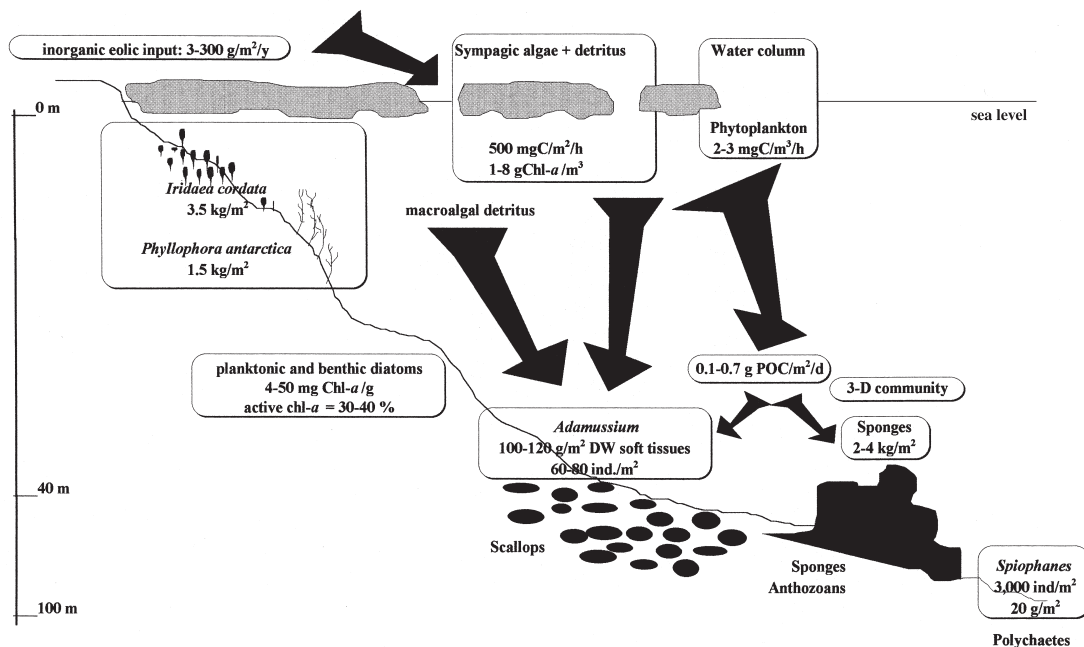 inorganic eolic input: 3-300 g/m²/y
Sympagic algae + detritus
500 mgC/m²/h
1-8 gChl-a/m³
Water column
Phytoplankton
2-3 mgC/m³/h
0 m
sea level
Iridaea cordata
3.5 kg/m²
Phyllophora antarctica
1.5 kg/m²
macroalgal detritus
planktonic and benthic diatoms
4-50 mg Chl-a/g
active chl-a = 30-40 %
0.1-0.7 g POC/m²/d
3-D community
Adamussium
100-120 g/m² DW soft tissues
60-80 ind./m²
Sponges
2-4 kg/m²
40 m
Scallops
Sponges
Anthozoans
Spiophanes
3,000 ind/m²
20 g/m²
100 m
Polychaetes